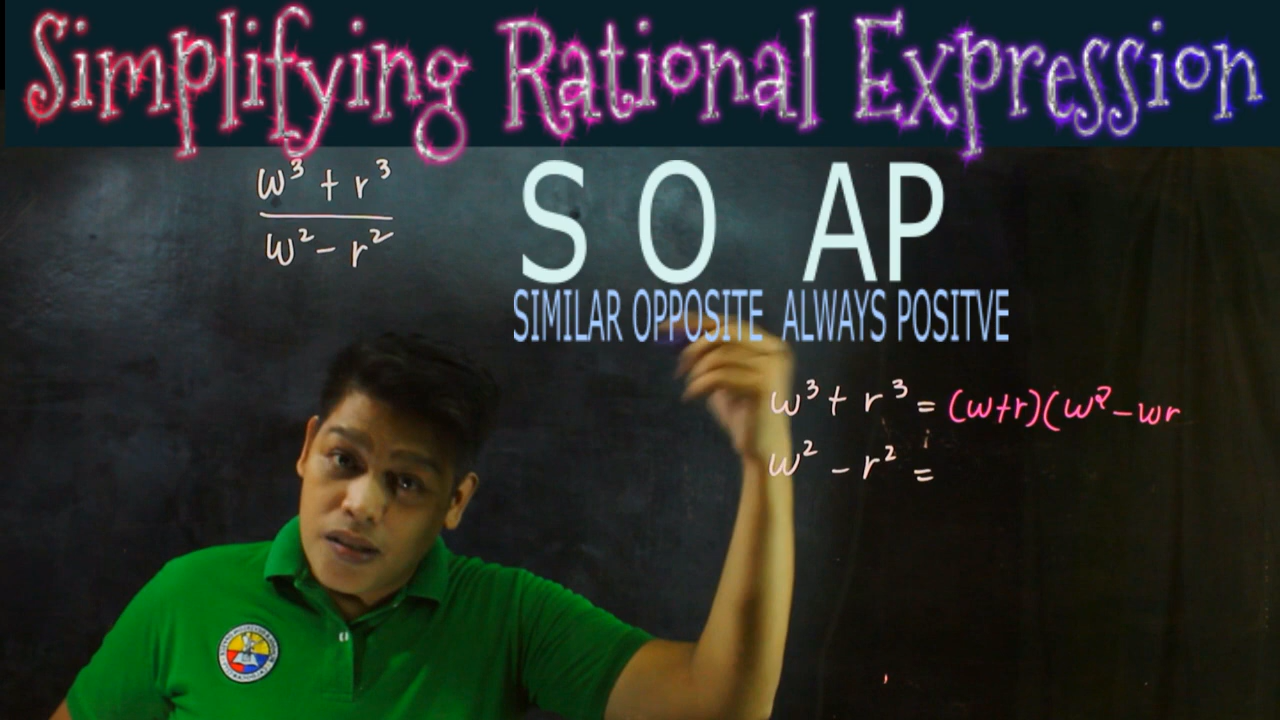 Simplifying Rational Expression
w³ + r³
w² - r²
S O AP
SIMILAR OPPOSITE ALWAYS POSITVE
w³ + r³ = (w+r)(w² - wr
w² - r² =